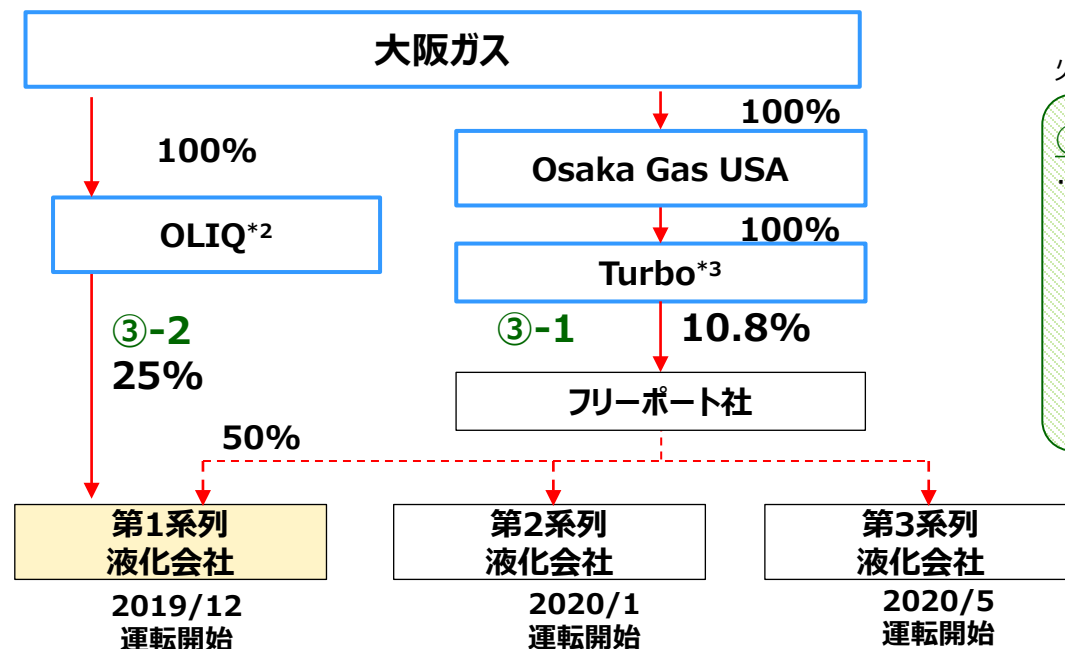 大阪ガス
100%
100%
Osaka Gas USA
OLIQ*2
100%
Turbo*3
③-2
25%
③-1
10.8%
フリーポート社
50%
第1系列
液化会社
第2系列
液化会社
第3系列
液化会社
2019/12
運転開始
2020/1
運転開始
2020/5
運転開始